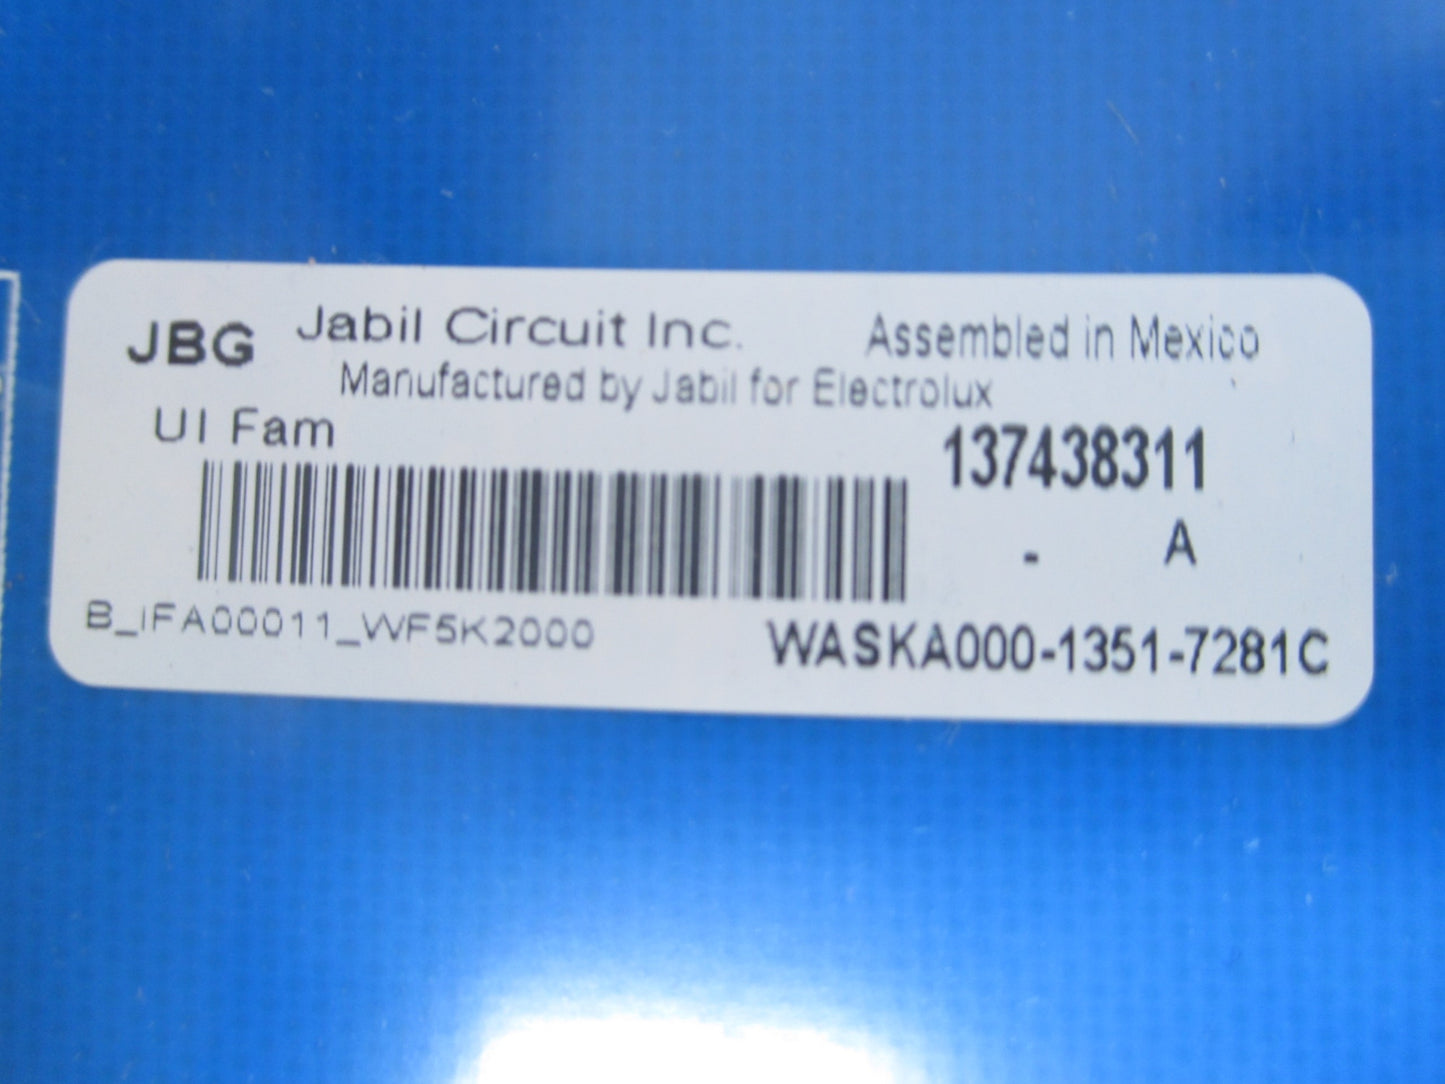 JBG Jabil Circuit Inc. Assembled in Mexico
Manufactured by Jabil for Electrolux
UI Fam
137438311
- A
B_IFA00011_WF5K2000
WASKA000-1351-7281C